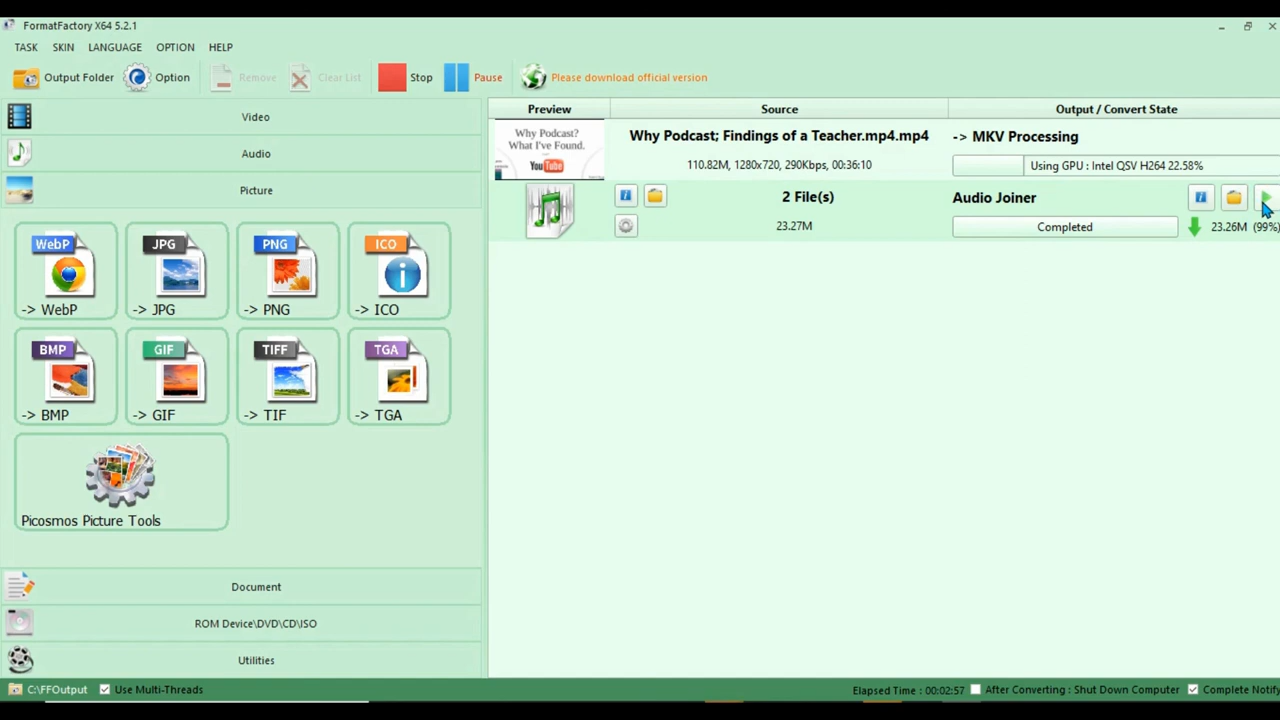 FormatFactory X64 5.2.1
TASK SKIN LANGUAGE OPTION HELP
Output Folder Option Remove Clear List Stop Pause Please download official version
Video
Audio
Picture
WebP JPG PNG ICO
-> WebP -> JPG -> PNG -> ICO
BMP GIF TIFF TGA
-> BMP -> GIF -> TIF -> TGA
Picosmos Picture Tools
Document
ROM Device\DVD\CD\ISO
Utilities
Preview Source Output / Convert State
Why Podcast?
What I've Found.
YouTube
Why Podcast; Findings of a Teacher.mp4.mp4 -> MKV Processing
110.82M, 1280x720, 290Kbps, 00:36:10 Using GPU : Intel QSV H264 22.58%
2 File(s) Audio Joiner
23.27M Completed 23.26M (99%)
C:\FFOutput Use Multi-Threads Elapsed Time : 00:02:57 After Converting : Shut Down Computer Complete Notify